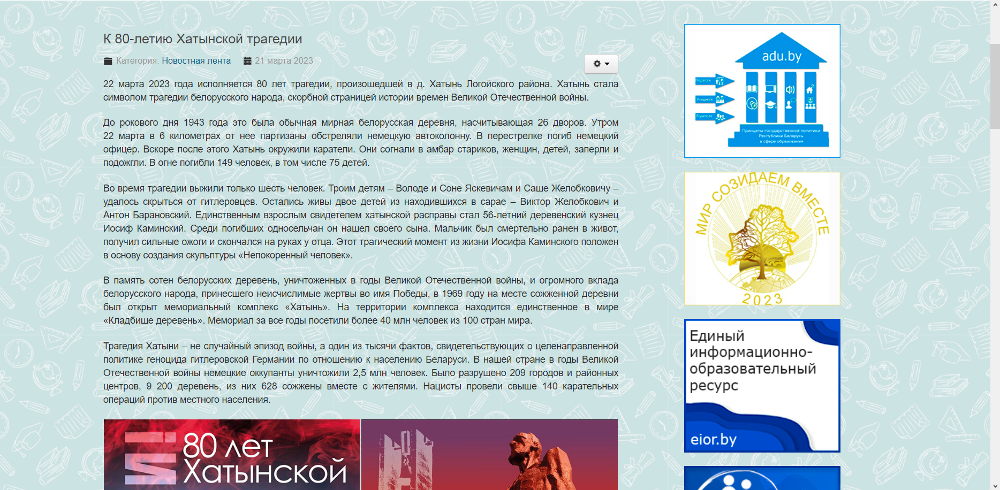 К 80-летию Хатынской трагедии
Категория: Новостная лента 21 марта 2023
22 марта 2023 года исполняется 80 лет трагедии, произошедшей в д. Хатынь Логойского района. Хатынь стала
символом трагедии белорусского народа, скорбной страницей истории времен Великой Отечественной войны.
До рокового дня 1943 года это была обычная мирная белорусская деревня, насчитывающая 26 дворов. Утром
22 марта в 6 километрах от нее партизаны обстреляли немецкую автоколонну. В перестрелке погиб немецкий
офицер. Вскоре после этого Хатынь окружили каратели. Они согнали в амбар стариков, женщин, детей, заперли и
подожгли. В огне погибли 149 человек, в том числе 75 детей.
Во время трагедии выжили только шесть человек. Троим детям – Володе и Соне Яскевичам и Саше Желобковичу –
удалось скрыться от гитлеровцев. Остались живы двое детей из находившихся в сарае – Виктор Желобкович и
Антон Барановский. Единственным взрослым свидетелем хатынской расправы стал 56-летний деревенский кузнец
Иосиф Каминский. Среди погибших односельчан он нашел своего сына. Мальчик был смертельно ранен в живот,
получил сильные ожоги и скончался на руках у отца. Этот трагический момент из жизни Иосифа Каминского положен
в основу создания скульптуры «Непокоренный человек».
В память сотен белорусских деревень, уничтоженных в годы Великой Отечественной войны, и огромного вклада
белорусского народа, принесшего неисчислимые жертвы во имя Победы, в 1969 году на месте сожженной деревни
был открыт мемориальный комплекс «Хатынь». На территории комплекса находится единственное в мире
«Кладбище деревень». Мемориал за все годы посетили более 40 млн человек из 100 стран мира.
Трагедия Хатыни – не случайный эпизод войны, а один из тысячи фактов, свидетельствующих о целенаправленной
политике геноцида гитлеровской Германии по отношению к населению Беларуси. В нашей стране в годы Великой
Отечественной войны немецкие оккупанты уничтожили 2,5 млн человек. Было разрушено 209 городов и районных
центров, 9 200 деревень, из них 628 сожжены вместе с жителями. Нацисты провели свыше 140 карательных
операций против местного населения.
80 лет
Хатынской
adu.by
Педагоги
Учащиеся
Родители
Принципы государственной политики
Республики Беларусь
в сфере образования
МИР СОЗИДАЕМ ВМЕСТЕ
2023
Единый
информационно-
образовательный
ресурс
eior.by